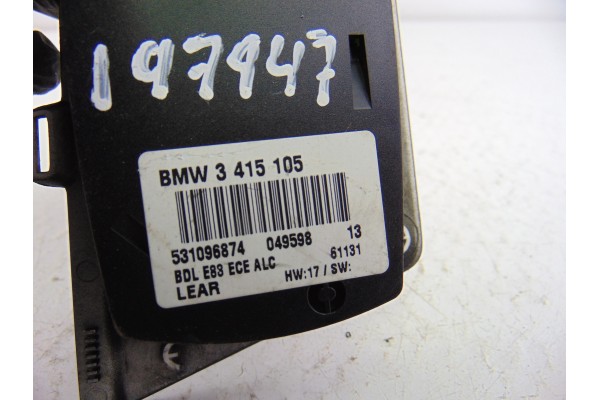 197947
BMW 3 415 105
531096874 049598 13
BDL E83 ECE ALC 61131
LEAR HW:17 / SW: